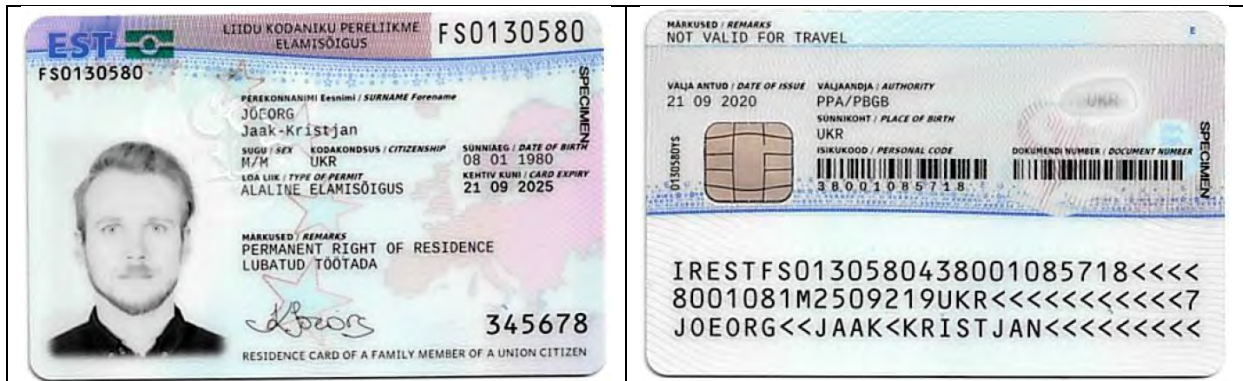 EST
LIIDU KODANIKU PERELIIKME
ELAMISÕIGUS
FS0130580
FS0130580
SPECIMEN
PEREKONNANIMI Eesnimi / SURNAME Forename
JÕEORG
Jaak-Kristjan
SUGU / SEX KODAKONDSUS / CITIZENSHIP SÜNNIAEG / DATE OF BIRTH
M/M UKR 08 01 1980
LOA LIIK / TYPE OF PERMIT KEHTIV KUNI / CARD EXPIRY
ALALINE ELAMISÕIGUS 21 09 2025
MÄRKUSED / REMARKS
PERMANENT RIGHT OF RESIDENCE
LUBATUD TÖÖTADA
345678
RESIDENCE CARD OF A FAMILY MEMBER OF A UNION CITIZEN
MÄRKUSED / REMARKS
NOT VALID FOR TRAVEL
E
VÄLJA ANTUD / DATE OF ISSUE VÄLJAANDJA / AUTHORITY
21 09 2020 PPA/PBGB
UKR
SÜNNIKOHT / PLACE OF BIRTH
UKR
ISIKUKOOD / PERSONAL CODE DOKUMENDI NUMBER / DOCUMENT NUMBER
38001085718
0130580YS
SPECIMEN
IRESTFS0130580438001085718<<<<
8001081M2509219UKR<<<<<<<<<<<7
JOEORG<<JAAK<KRISTJAN<<<<<<<<<